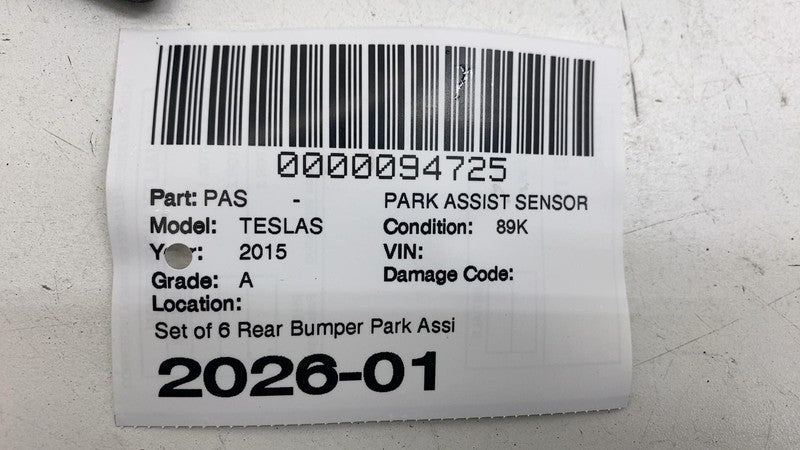 0000094725
Part: PAS - PARK ASSIST SENSOR
Model: TESLAS Condition: 89K
2015 VIN:
Grade: A Damage Code:
Location:
Set of 6 Rear Bumper Park Assi
2026-01